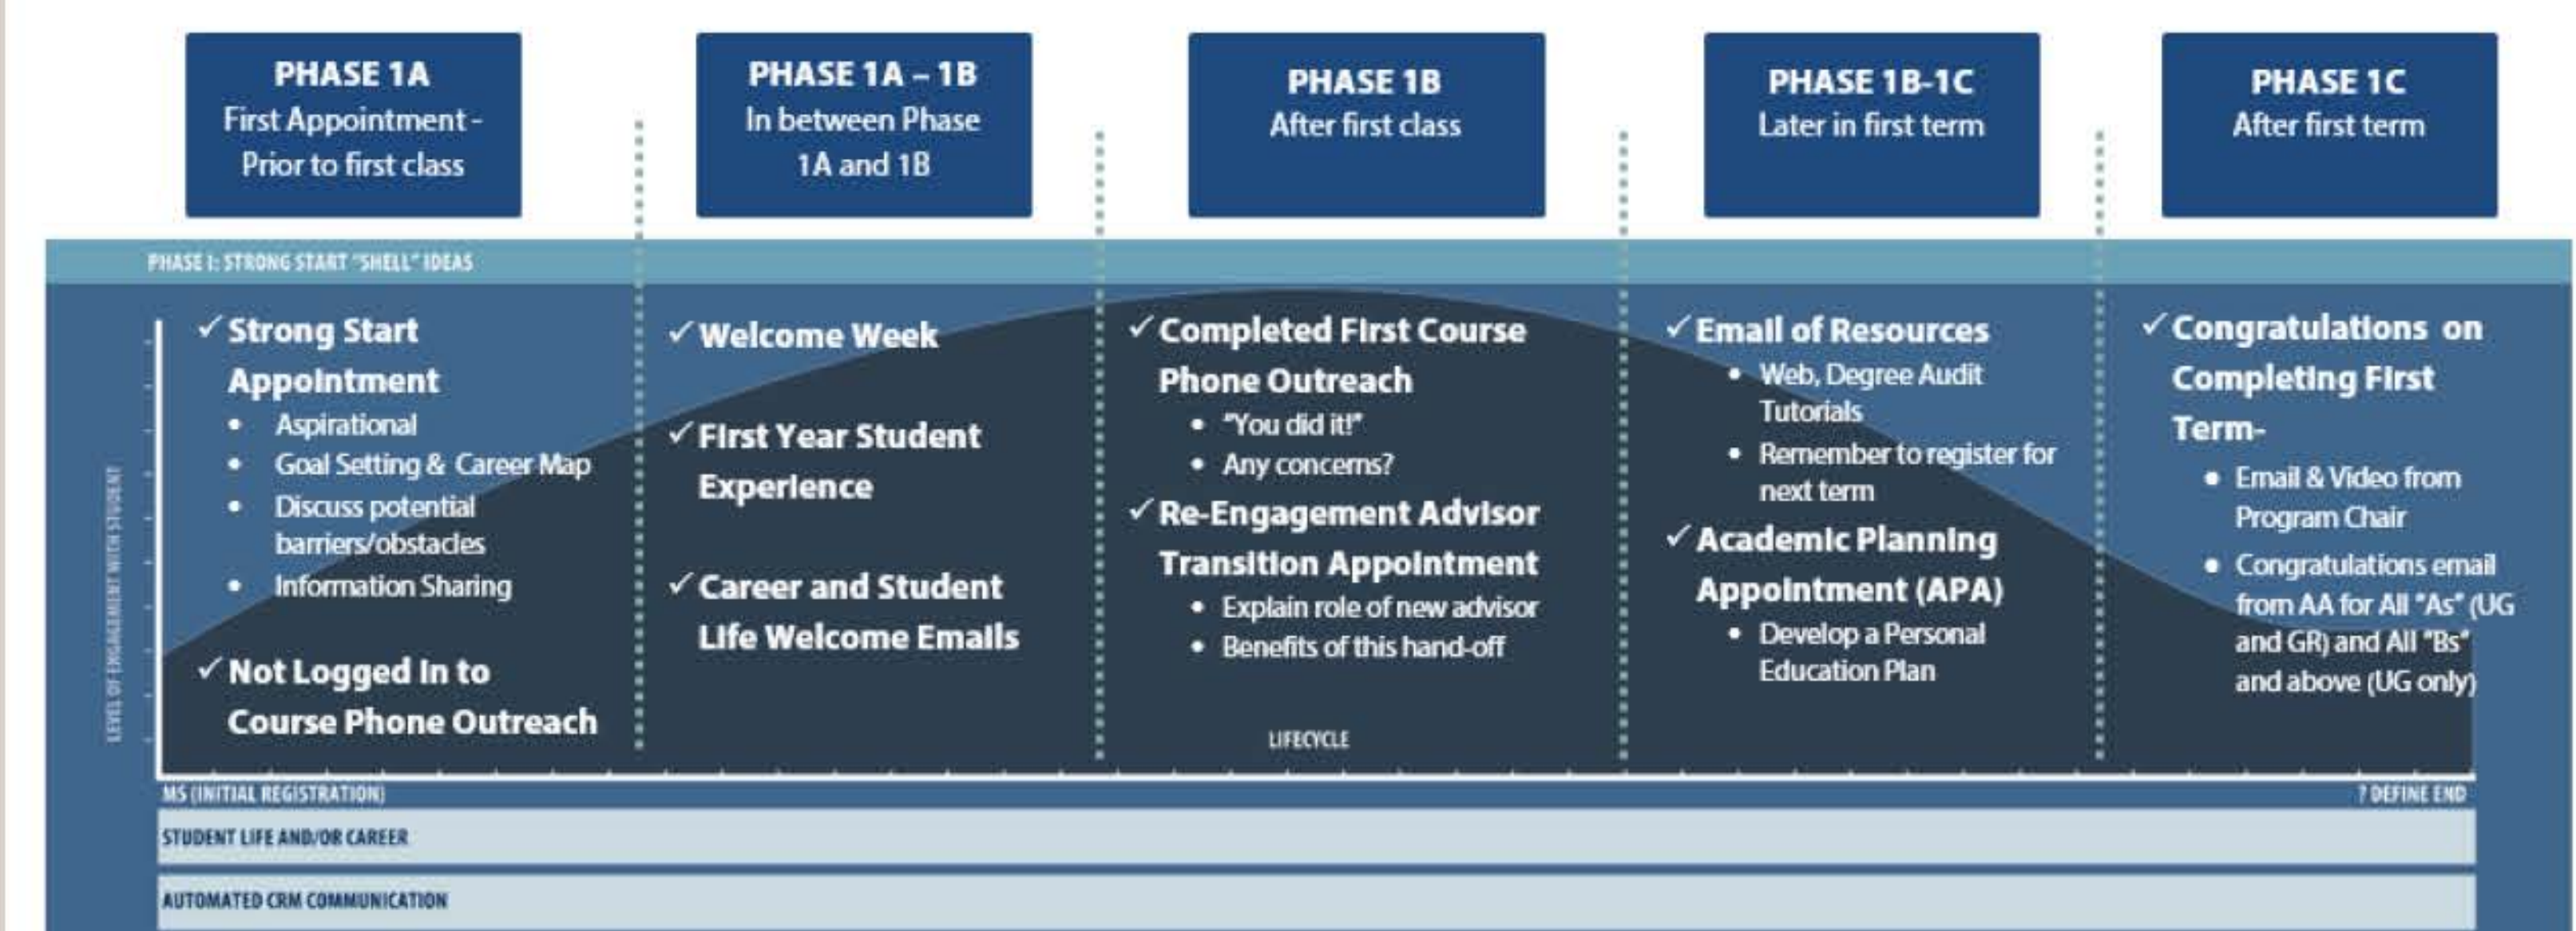 PHASE 1A
First Appointment -
Prior to first class
PHASE 1A – 1B
In between Phase
1A and 1B
PHASE 1B
After first class
PHASE 1B-1C
Later in first term
PHASE 1C
After first term
PHASE I: STRONG START "SHELL" IDEAS
LEVEL OF ENGAGEMENT WITH STUDENT
✓ Strong Start
Appointment
• Aspirational
• Goal Setting & Career Map
• Discuss potential
barriers/obstacles
• Information Sharing
✓ Not Logged In to
Course Phone Outreach
✓ Welcome Week
✓ First Year Student
Experience
✓ Career and Student
Life Welcome Emails
✓ Completed First Course
Phone Outreach
• "You did it!"
• Any concerns?
✓ Re-Engagement Advisor
Transition Appointment
• Explain role of new advisor
• Benefits of this hand-off
✓ Email of Resources
• Web, Degree Audit
Tutorials
• Remember to register for
next term
✓ Academic Planning
Appointment (APA)
• Develop a Personal
Education Plan
✓ Congratulations on
Completing First
Term-
• Email & Video from
Program Chair
• Congratulations email
from AA for All "As" (UG
and GR) and All "Bs"
and above (UG only)
LIFECYCLE
MS (INITIAL REGISTRATION)
? DEFINE END
STUDENT LIFE AND/OR CAREER
AUTOMATED CRM COMMUNICATION